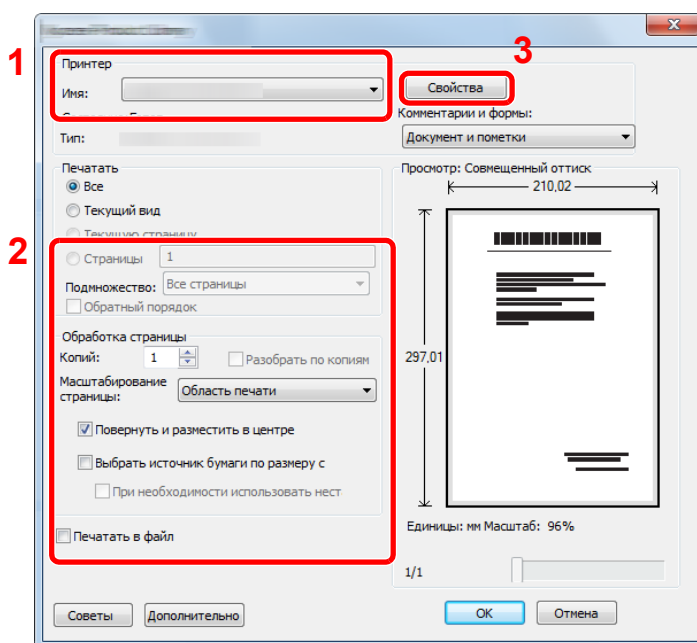 1
3
Принтер
Имя:
Свойства
Комментарии и формы:
Тип:
Документ и пометки
Печатать
Все
Текущий вид
Текущую страницу
2
Страницы 1
Подмножество: Все страницы
Обратный порядок
Обработка страницы
Копий: 1 Разобрать по копиям
Масштабирование
страницы: Область печати
Повернуть и разместить в центре
Выбрать источник бумаги по размеру с
При необходимости использовать нест
Печатать в файл
Просмотр: Совмещенный оттиск
210,02
297,01
Единицы: мм Масштаб: 96%
1/1
Советы Дополнительно OK Отмена